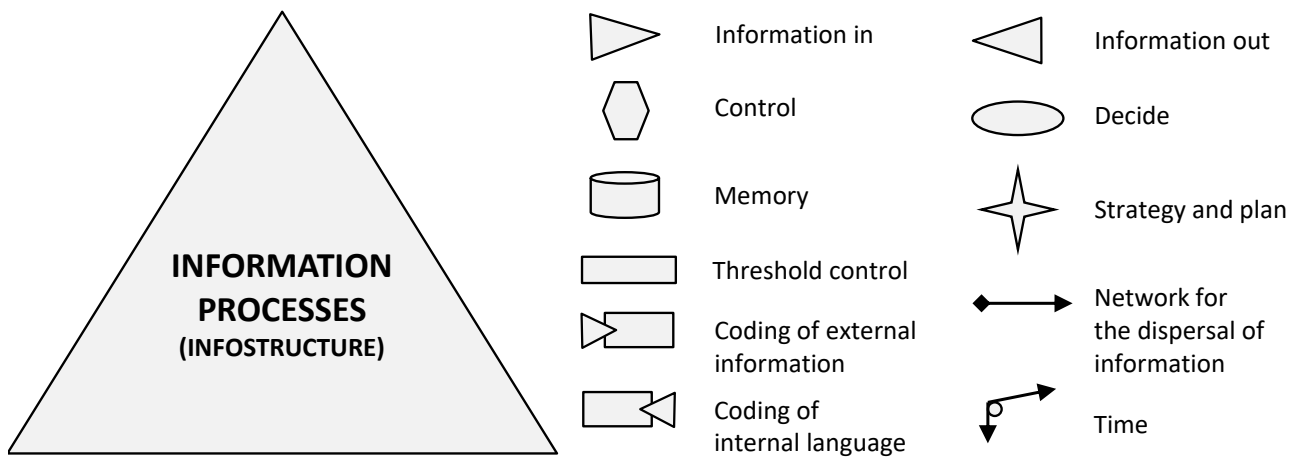 INFORMATION
PROCESSES
(INFOSTRUCTURE)
Information in
Control
Memory
Threshold control
Coding of external
information
Coding of
internal language
Information out
Decide
Strategy and plan
Network for
the dispersal of
information
Time